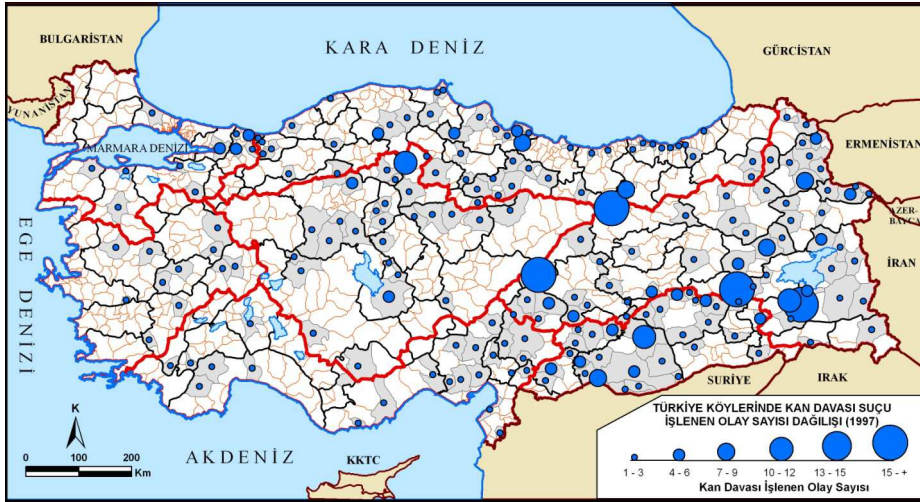 BULGARİSTAN
KARA DENİZ
GÜRCİSTAN
YUNANİSTAN
MARMARA DENİZİ
ERMENİSTAN
AZER-
BAYCAN
EGE DENİZİ
İRAN
SURİYE
IRAK
K
AKDENİZ
KKTC
0 100 200
Km
TÜRKİYE KÖYLERİNDE KAN DAVASI SUÇU
İŞLENEN OLAY SAYISI DAĞILIŞI (1997)
1 - 3 4 - 6 7 - 9 10 - 12 13 - 15 15 - +
Kan Davası İşlenen Olay Sayısı